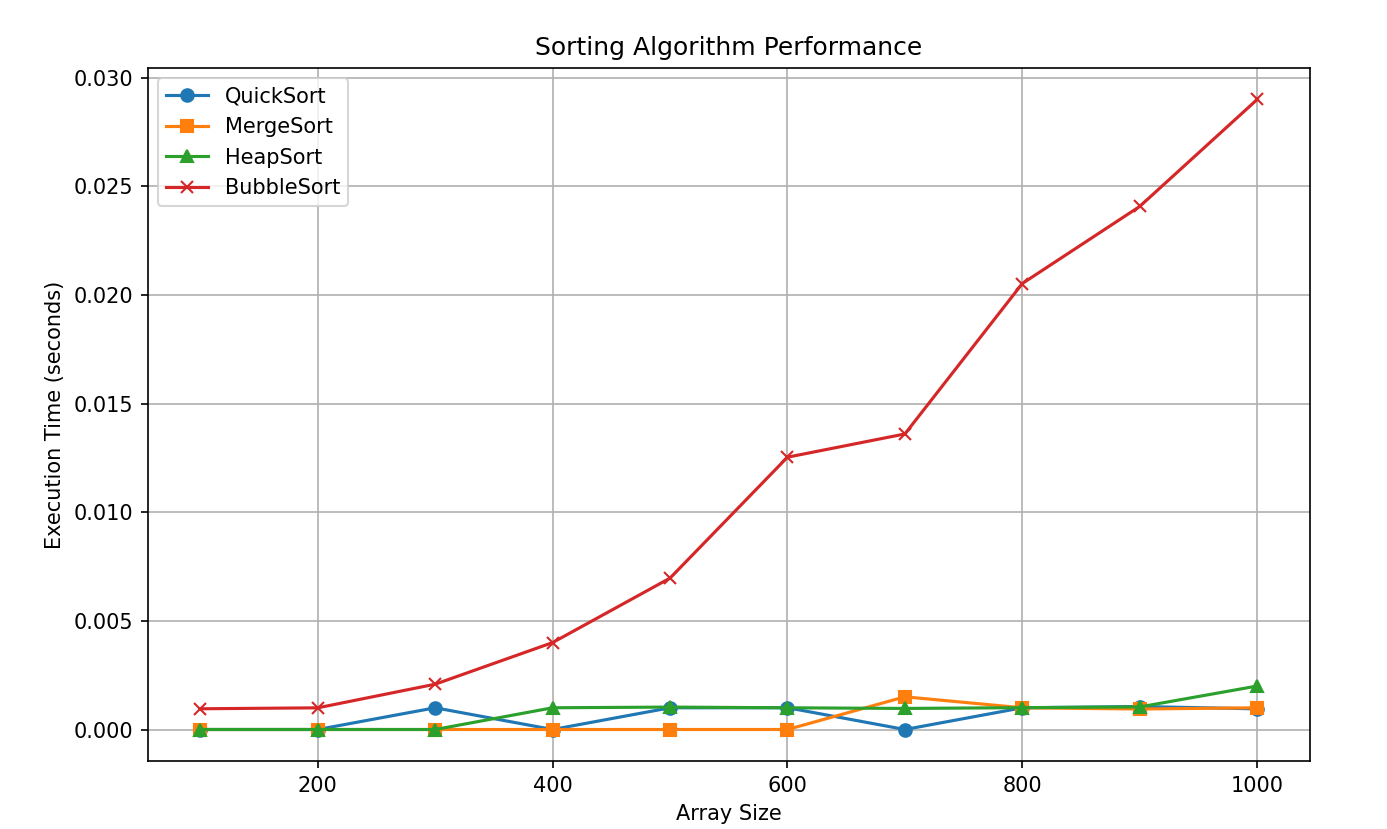 Sorting Algorithm Performance
0.030
0.025
0.020
0.015
0.010
0.005
0.000
Execution Time (seconds)
QuickSort
MergeSort
HeapSort
BubbleSort
200
400
600
800
1000
Array Size